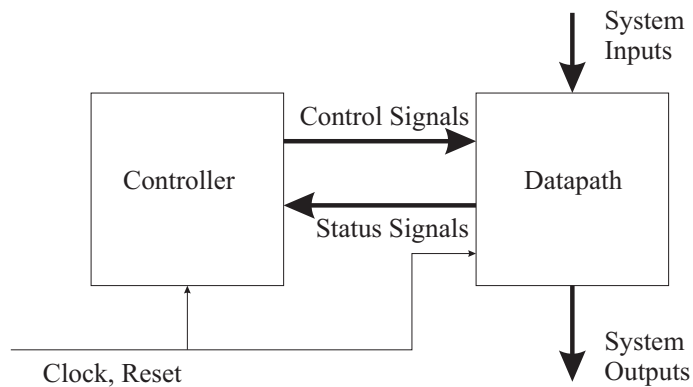 System
Inputs
Control Signals
Controller
Datapath
Status Signals
Clock, Reset
System
Outputs